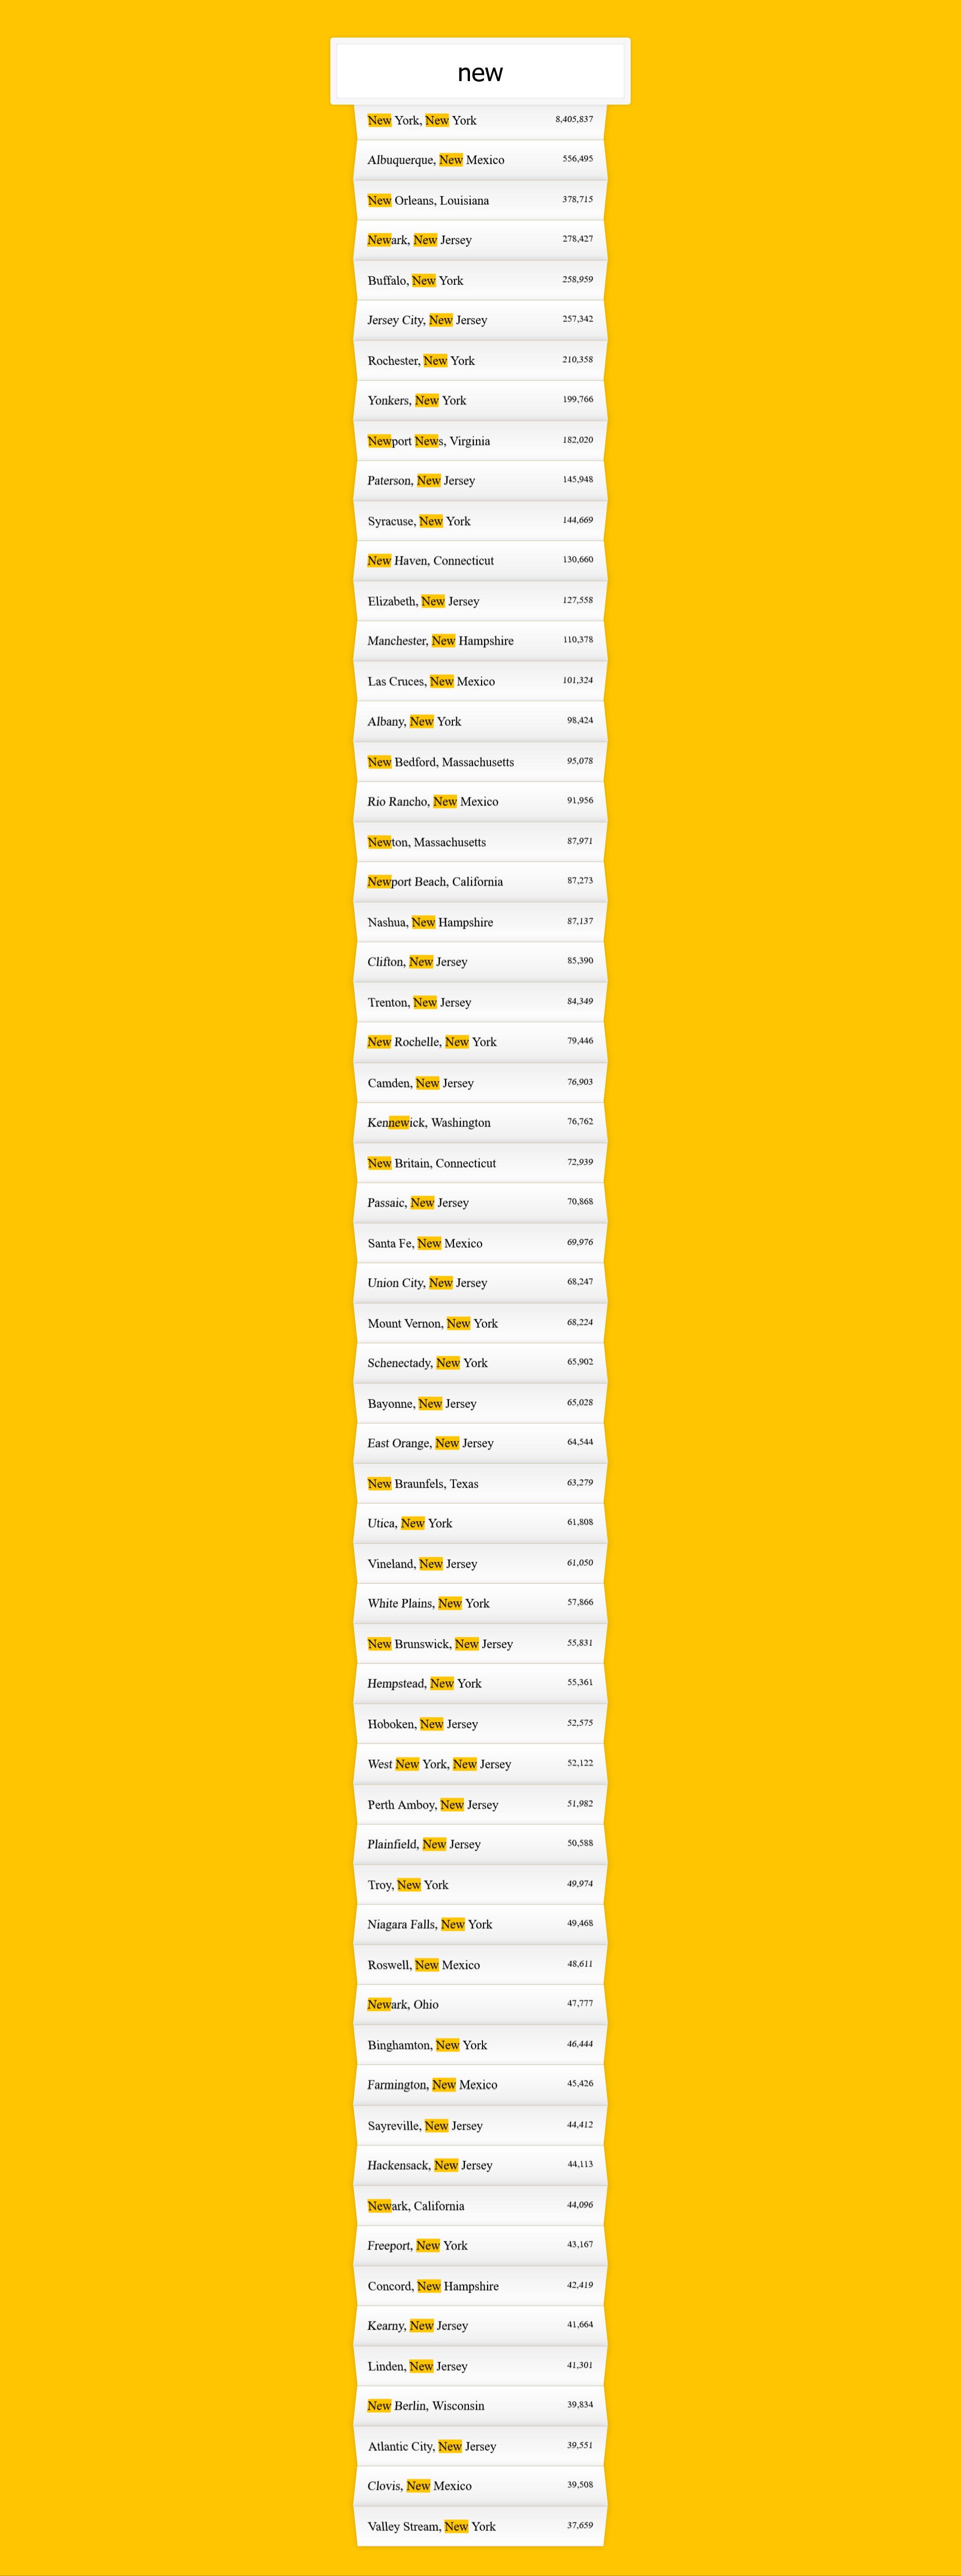 new
New York, New York 8,405,837
Albuquerque, New Mexico 556,495
New Orleans, Louisiana 378,715
Newark, New Jersey 278,427
Buffalo, New York 258,959
Jersey City, New Jersey 257,342
Rochester, New York 210,358
Yonkers, New York 199,766
Newport News, Virginia 182,020
Paterson, New Jersey 145,948
Syracuse, New York 144,669
New Haven, Connecticut 130,660
Elizabeth, New Jersey 127,558
Manchester, New Hampshire 110,378
Las Cruces, New Mexico 101,324
Albany, New York 98,424
New Bedford, Massachusetts 95,078
Rio Rancho, New Mexico 91,956
Newton, Massachusetts 87,971
Newport Beach, California 87,273
Nashua, New Hampshire 87,137
Clifton, New Jersey 85,390
Trenton, New Jersey 84,349
New Rochelle, New York 79,446
Camden, New Jersey 76,903
Kennewick, Washington 76,762
New Britain, Connecticut 72,939
Passaic, New Jersey 70,868
Santa Fe, New Mexico 69,976
Union City, New Jersey 68,247
Mount Vernon, New York 68,224
Schenectady, New York 65,902
Bayonne, New Jersey 65,028
East Orange, New Jersey 64,544
New Braunfels, Texas 63,279
Utica, New York 61,808
Vineland, New Jersey 61,050
White Plains, New York 57,866
New Brunswick, New Jersey 55,831
Hempstead, New York 55,361
Hoboken, New Jersey 52,575
West New York, New Jersey 52,122
Perth Amboy, New Jersey 51,982
Plainfield, New Jersey 50,588
Troy, New York 49,974
Niagara Falls, New York 49,468
Roswell, New Mexico 48,611
Newark, Ohio 47,777
Binghamton, New York 46,444
Farmington, New Mexico 45,426
Sayreville, New Jersey 44,412
Hackensack, New Jersey 44,113
Newark, California 44,096
Freeport, New York 43,167
Concord, New Hampshire 42,419
Kearny, New Jersey 41,664
Linden, New Jersey 41,301
New Berlin, Wisconsin 39,834
Atlantic City, New Jersey 39,551
Clovis, New Mexico 39,508
Valley Stream, New York 37,659